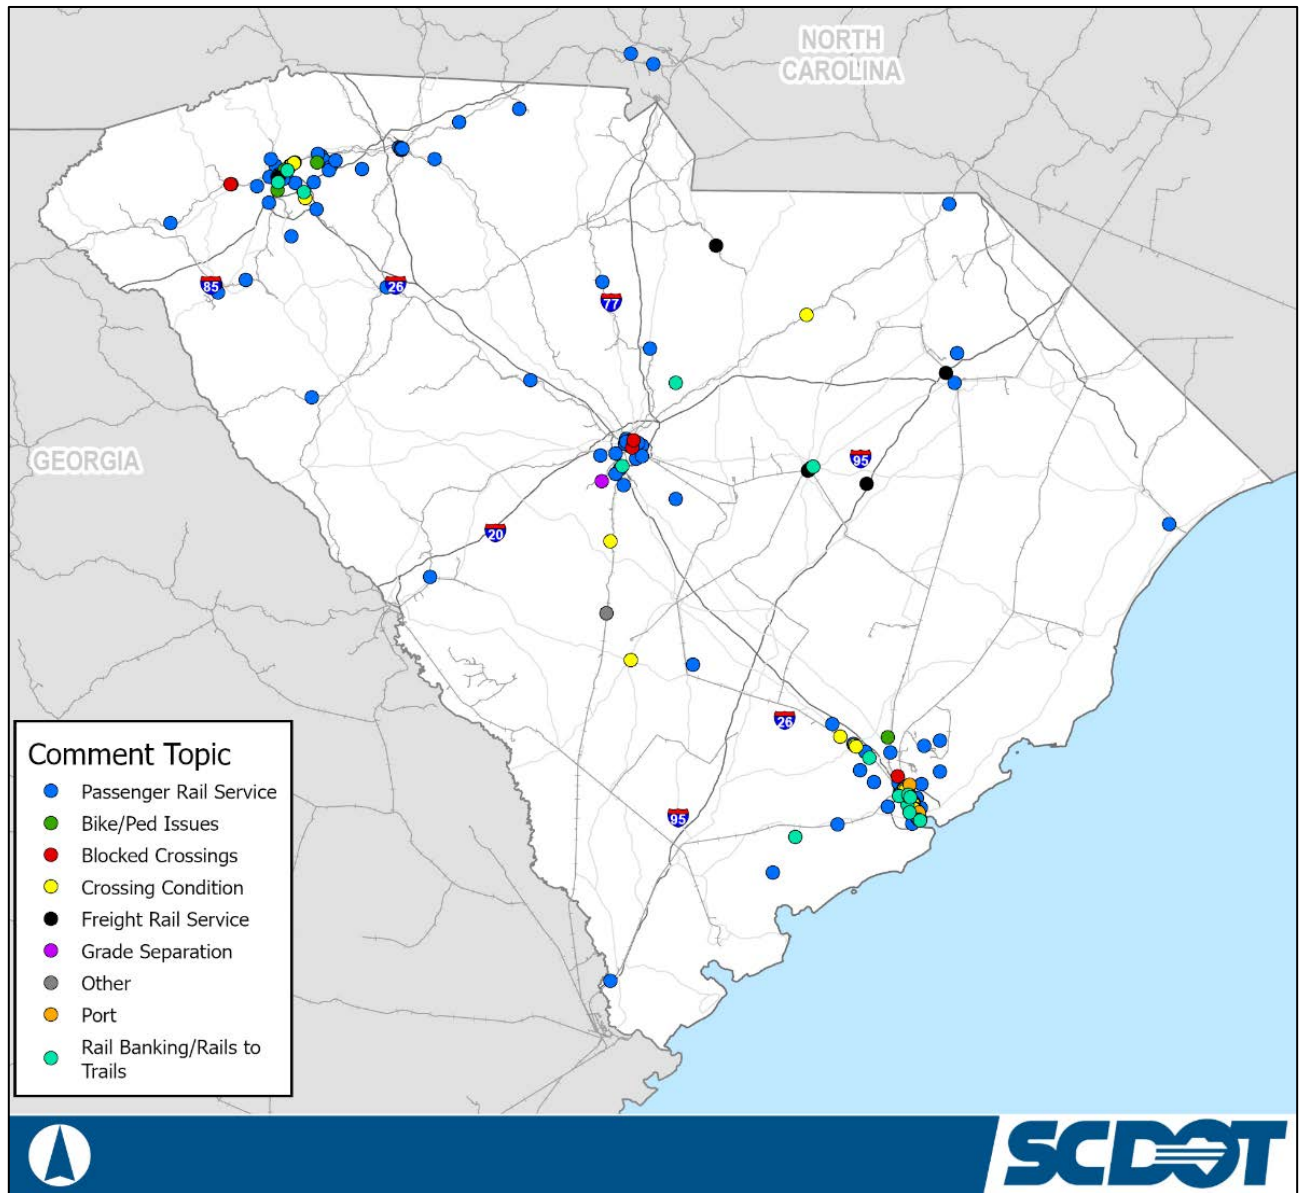 NORTH
CAROLINA
85
26
77
GEORGIA
95
20
26
95
Comment Topic
Passenger Rail Service
Bike/Ped Issues
Blocked Crossings
Crossing Condition
Freight Rail Service
Grade Separation
Other
Port
Rail Banking/Rails to
Trails
SCDOT